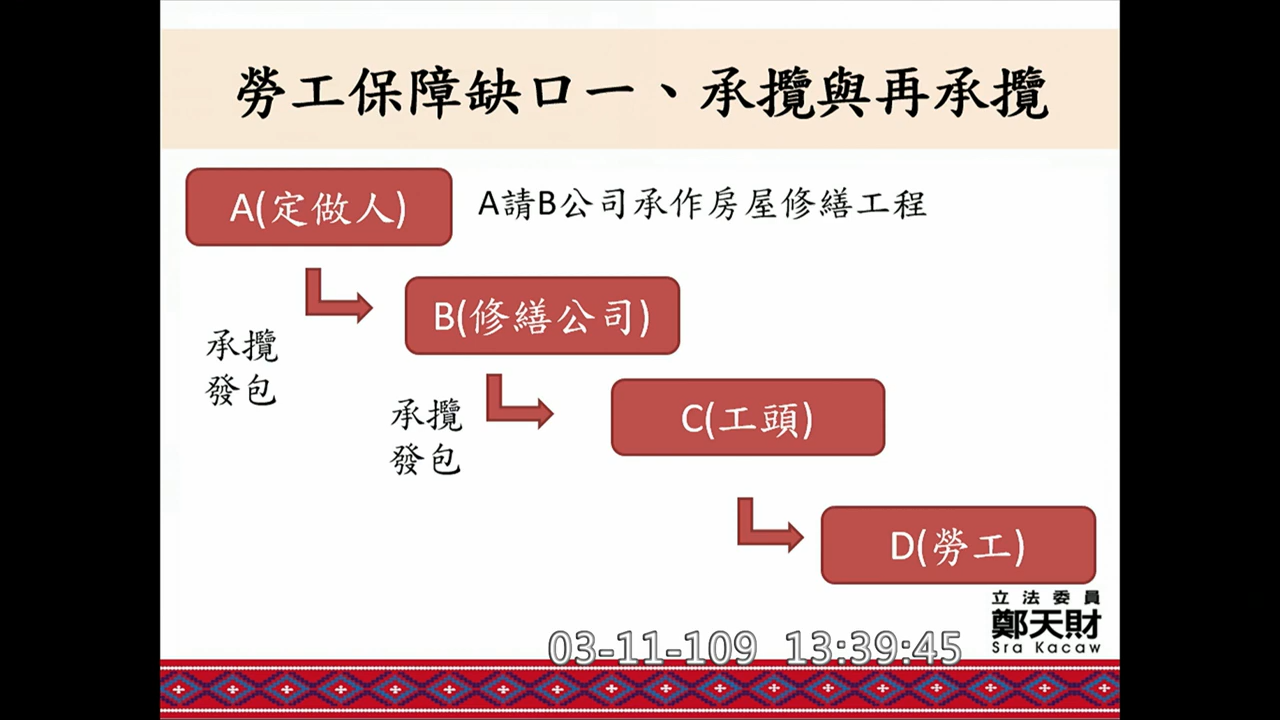 勞工保障缺口一、承攬與再承攬
A(定做人)
A請B公司承作房屋修繕工程
B(修繕公司)
承攬
發包
C(工頭)
承攬
發包
D(勞工)
立法委員
鄭天財
Sra Kacaw
03-11-109 13:39:45